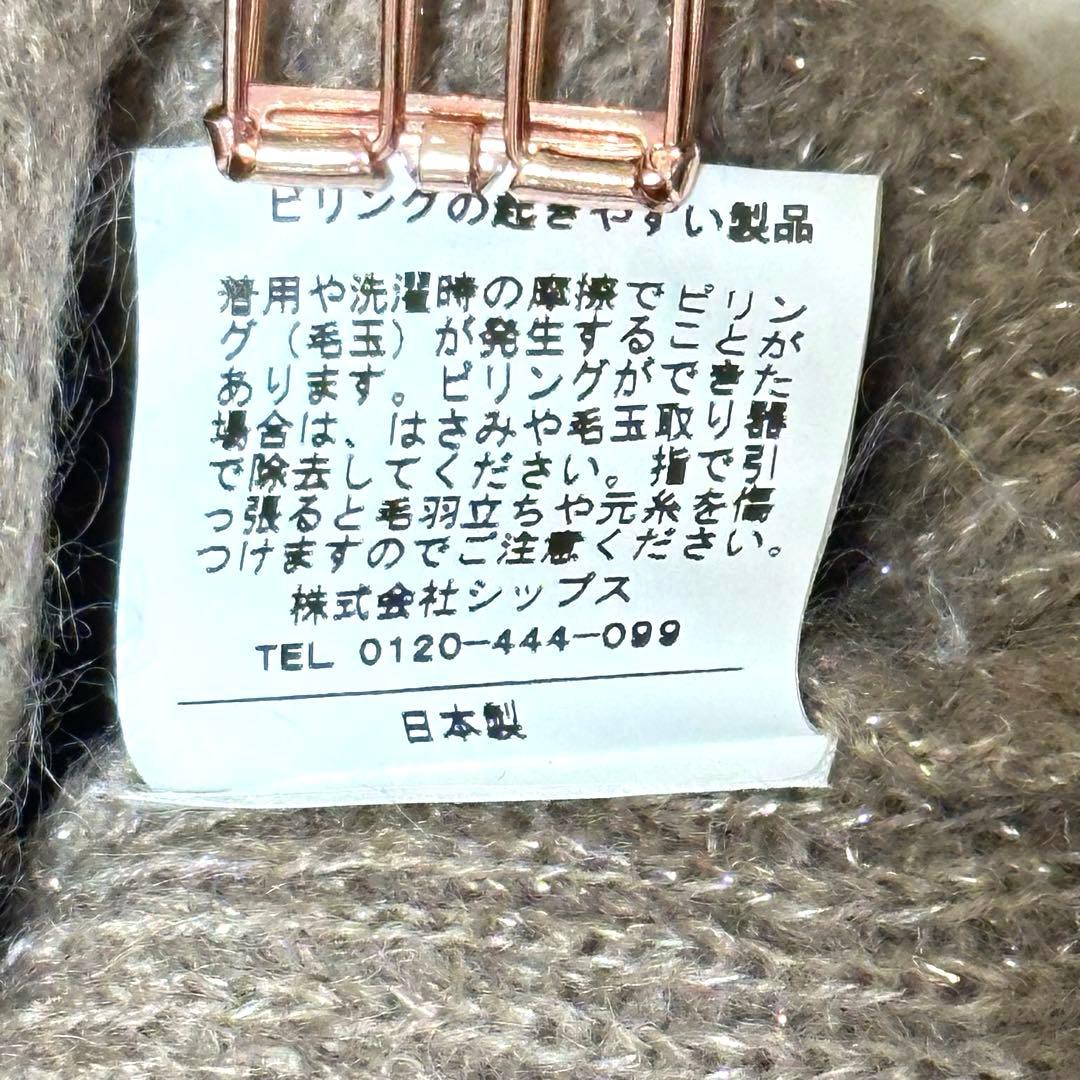 ピリングの起きやすい製品
着用や洗濯時の摩擦でピリン
グ（毛玉）が発生することが
あります。ピリングができた
場合は、はさみや毛玉取り器
で除去してください。指で引
っ張ると毛羽立ちや元糸を傷
つけますのでご注意ください。
株式会社シップス
TEL 0120-444-099
日本製